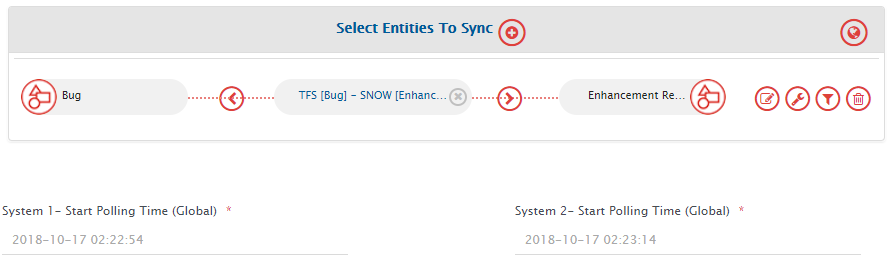 Select Entities To Sync
Bug
TFS [Bug] - SNOW [Enhanc...
Enhancement Re...
System 1- Start Polling Time (Global) *
System 2- Start Polling Time (Global) *
2018-10-17 02:22:54
2018-10-17 02:23:14